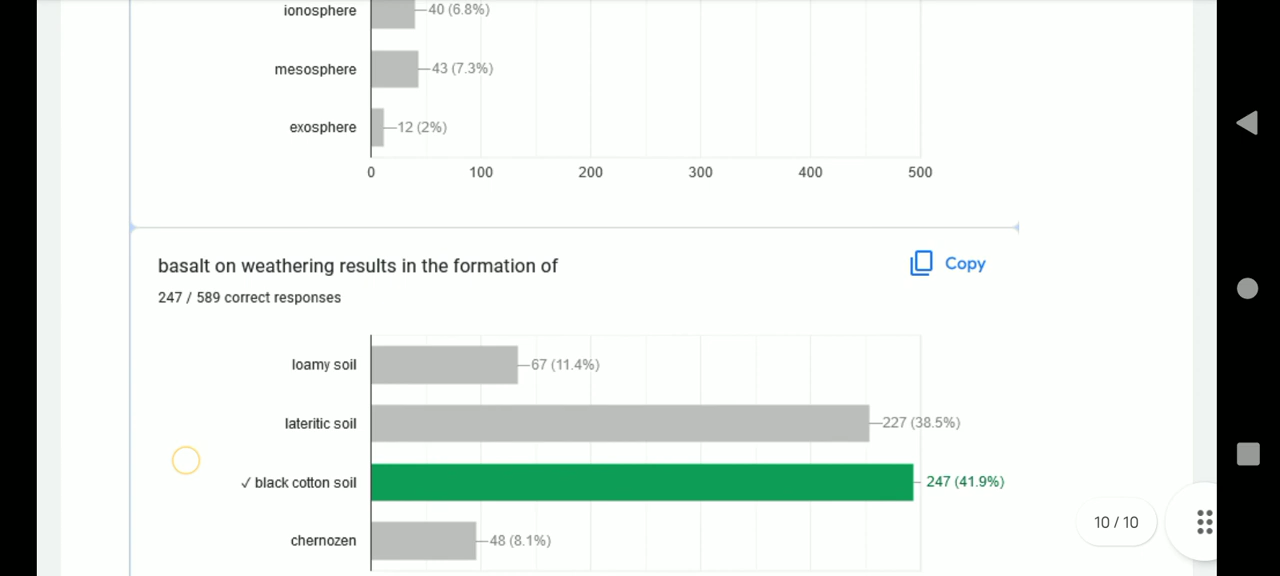 ionosphere 40 (6.8%)
mesosphere 43 (7.3%)
exosphere 12 (2%)
0 100 200 300 400 500
basalt on weathering results in the formation of
Copy
247 / 589 correct responses
loamy soil 67 (11.4%)
lateritic soil 227 (38.5%)
✓ black cotton soil 247 (41.9%)
chernozen 48 (8.1%)
10 / 10